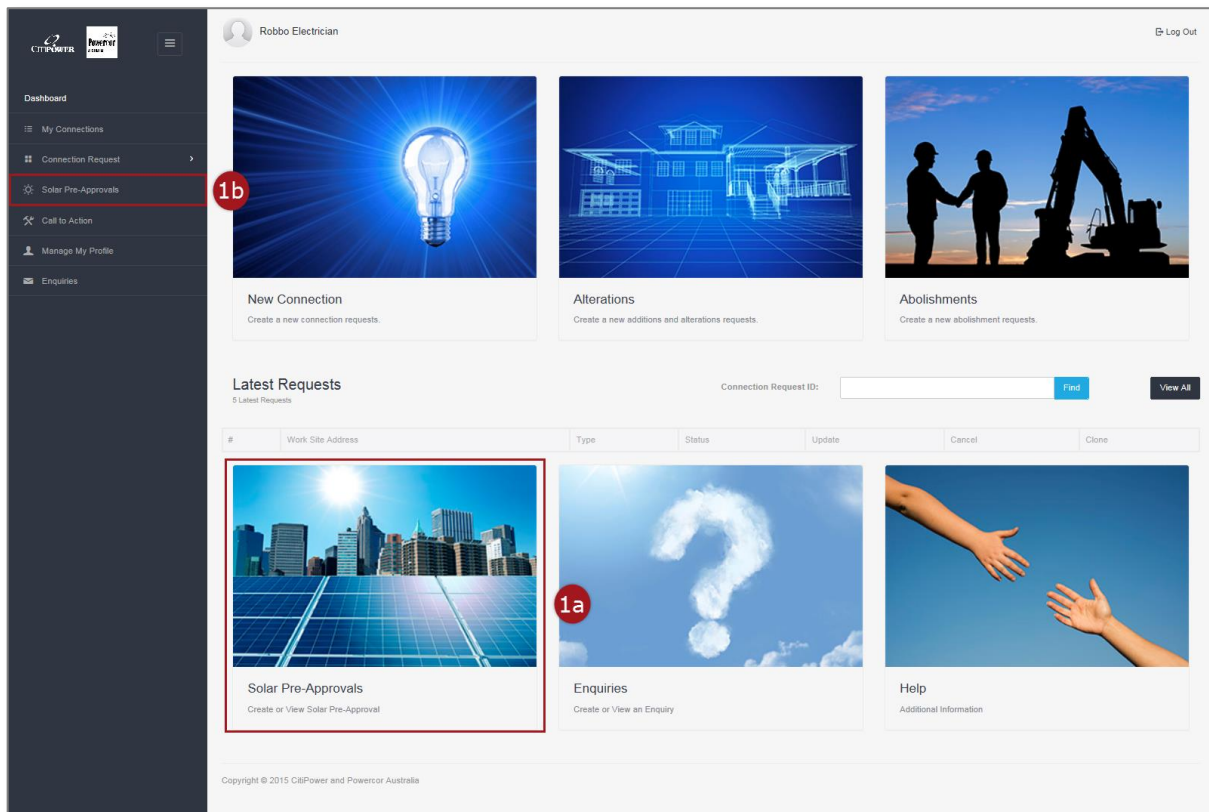 CITIPOWER
Powercor
Dashboard
My Connections
Connection Request
Solar Pre-Approvals
Call to Action
Manage My Profile
Enquiries
1b
Robbo Electrician
Log Out
New Connection
Create a new connection requests.
Alterations
Create a new additions and alterations requests.
Abolishments
Create a new abolishment requests.
Latest Requests
5 Latest Requests
Connection Request ID:
Find
View All
# Work Site Address Type Status Update Cancel Clone
1a
Solar Pre-Approvals
Create or View Solar Pre-Approval
Enquiries
Create or View an Enquiry
Help
Additional Information
Copyright © 2015 CitiPower and Powercor Australia